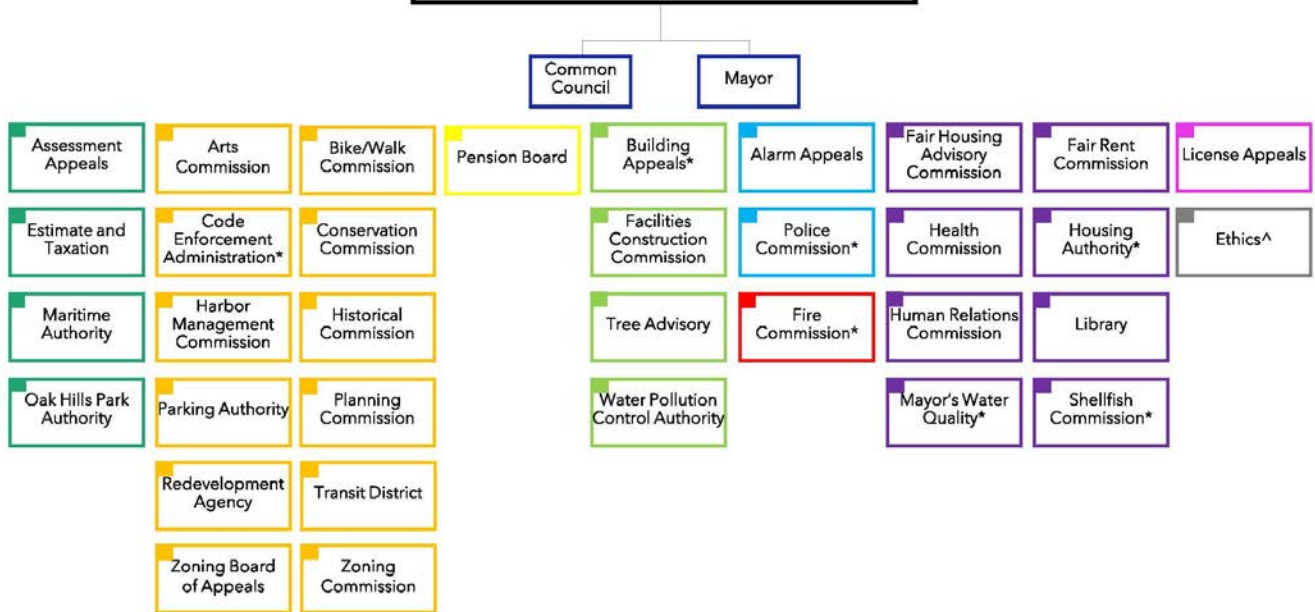 Common
Council
Mayor
Assessment
Appeals
Arts
Commission
Bike/Walk
Commission
Pension Board
Building
Appeals*
Alarm Appeals
Fair Housing
Advisory
Commission
Fair Rent
Commission
License Appeals
Estimate and
Taxation
Code
Enforcement
Administration*
Conservation
Commission
Facilities
Construction
Commission
Police
Commission*
Health
Commission
Housing
Authority*
Ethics^
Maritime
Authority
Harbor
Management
Commission
Historical
Commission
Tree Advisory
Fire
Commission*
Human Relations
Commission
Library
Oak Hills Park
Authority
Parking Authority
Planning
Commission
Water Pollution
Control Authority
Mayor's Water
Quality*
Shellfish
Commission*
Redevelopment
Agency
Transit District
Zoning Board
of Appeals
Zoning
Commission